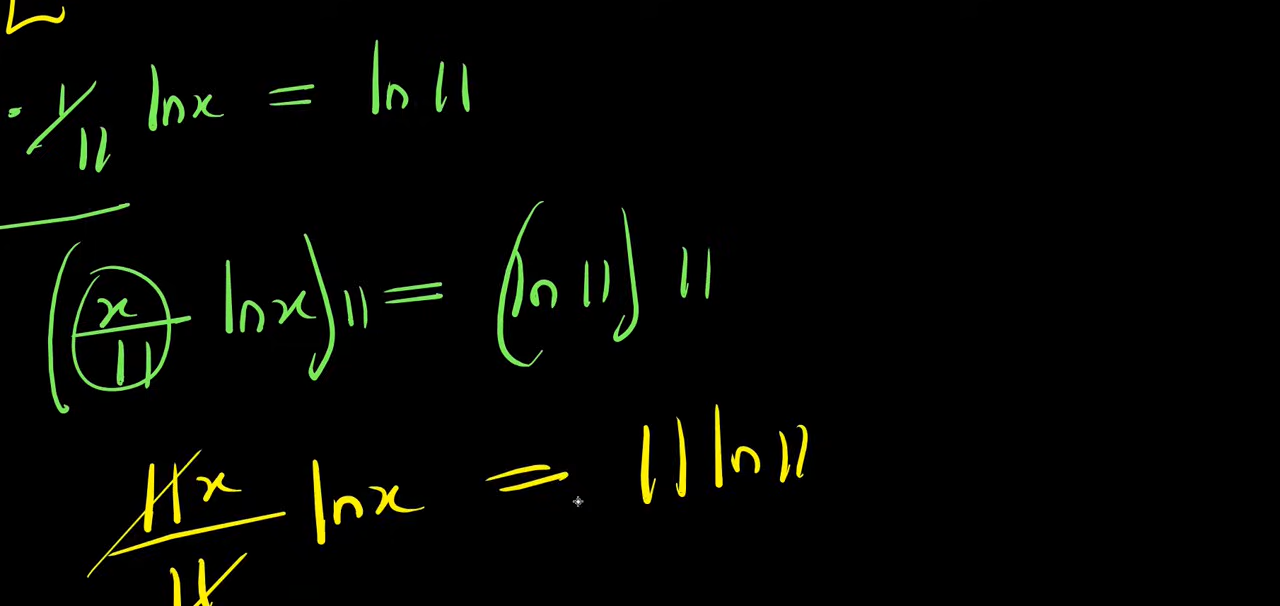 · 1/11 ln x = ln 11
(x/11 ln x) 11 = (ln 11) 11
11x/11 ln x = 11 ln 11